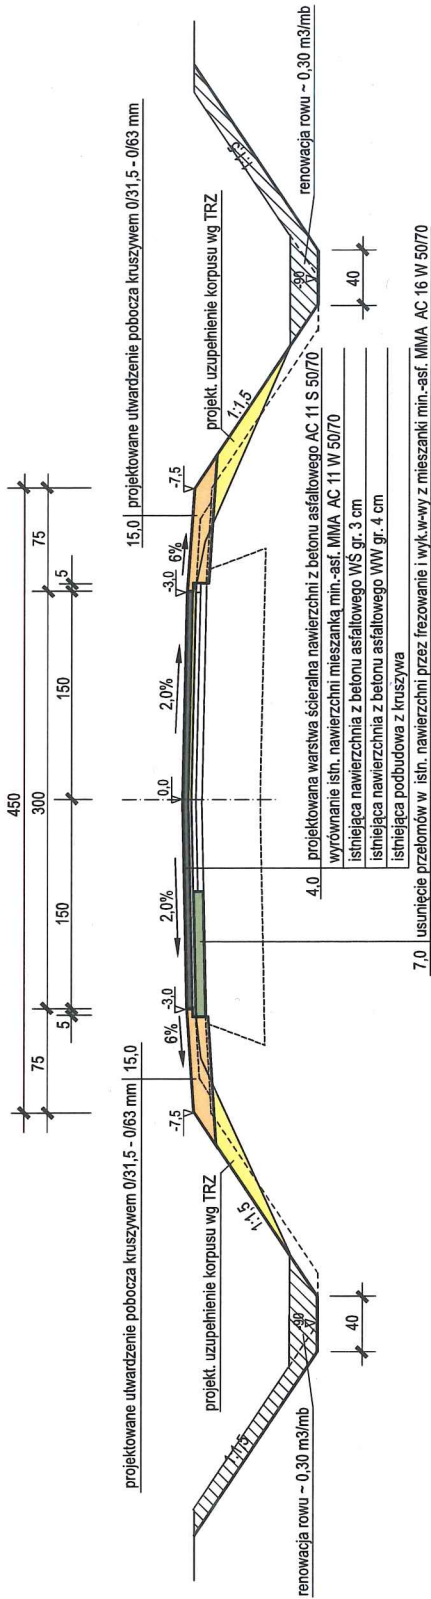 450
75
300
75
5
150
150
5
projektowane utwardzenie pobocza kruszywem 0/31,5 - 0/63 mm 15,0
15,0 projektowane utwardzenie pobocza kruszywem 0/31,5 - 0/63 mm
-7,5
6%
-3,0
2,0%
0,0
2,0%
-3,0
6%
-7,5
projekt. uzupełnienie korpusu wg TRZ
projekt. uzupełnienie korpusu wg TRZ
1:1,5
1:1,5
1:1,5
1:1,5
-90
-90
renowacja rowu ~ 0,30 m3/mb
renowacja rowu ~ 0,30 m3/mb
40
40
4,0 projektowana warstwa ścieralna nawierzchni z betonu asfaltowego AC 11 S 50/70
wyrównanie istn. nawierzchni mieszanką min.-asf. MMA AC 11 W 50/70
istniejąca nawierzchnia z betonu asfaltowego WŚ gr. 3 cm
istniejąca nawierzchnia z betonu asfaltowego WW gr. 4 cm
istniejąca podbudowa z kruszywa
7,0 usunięcie przełomów w istn. nawierzchni przez frezowanie i wyk.w-wy z mieszanki min.-asf. MMA AC 16 W 50/70